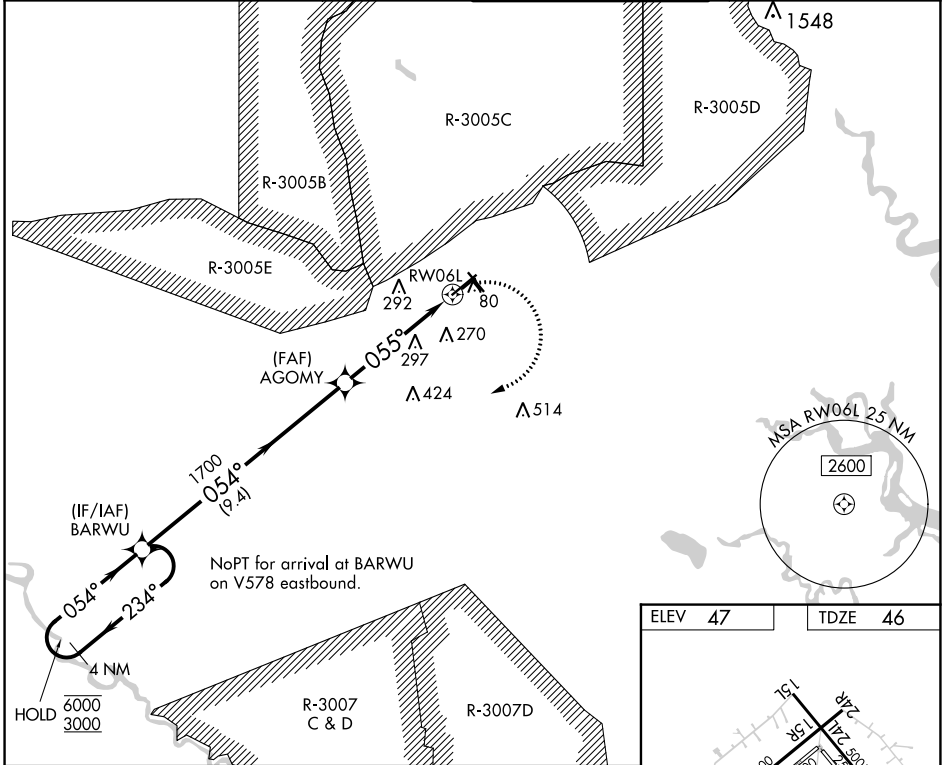 1548
R-3005C
R-3005D
R-3005B
R-3005E
RW06L
292
80
055°
270
297
(FAF)
AGOMY
424
514
MSA RW06L 25 NM
2600
1700
054°
(9.4)
(IF/IAF)
BARWU
NoPT for arrival at BARWU
on V578 eastbound.
054°
234°
4 NM
HOLD
6000
3000
R-3007
C & D
R-3007D
ELEV 47
TDZE 46
15L
24R
15R
24L